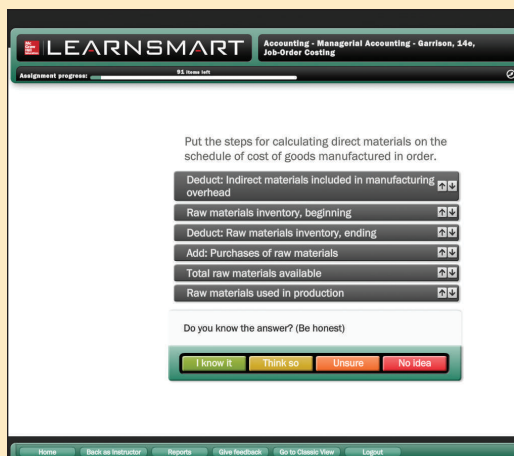 Mc
Graw
Hill
LEARNSMART
Accounting - Managerial Accounting - Garrison, 14e,
Job-Order Costing
Assignment progress:
91 items left
Put the steps for calculating direct materials on the
schedule of cost of goods manufactured in order.
Deduct: Indirect materials included in manufacturing
overhead
Raw materials inventory, beginning
Deduct: Raw materials inventory, ending
Add: Purchases of raw materials
Total raw materials available
Raw materials used in production
Do you know the answer? (Be honest)
I know it
Think so
Unsure
No idea
Home
Back as Instructor
Reports
Give feedback
Go to Classic View
Logout